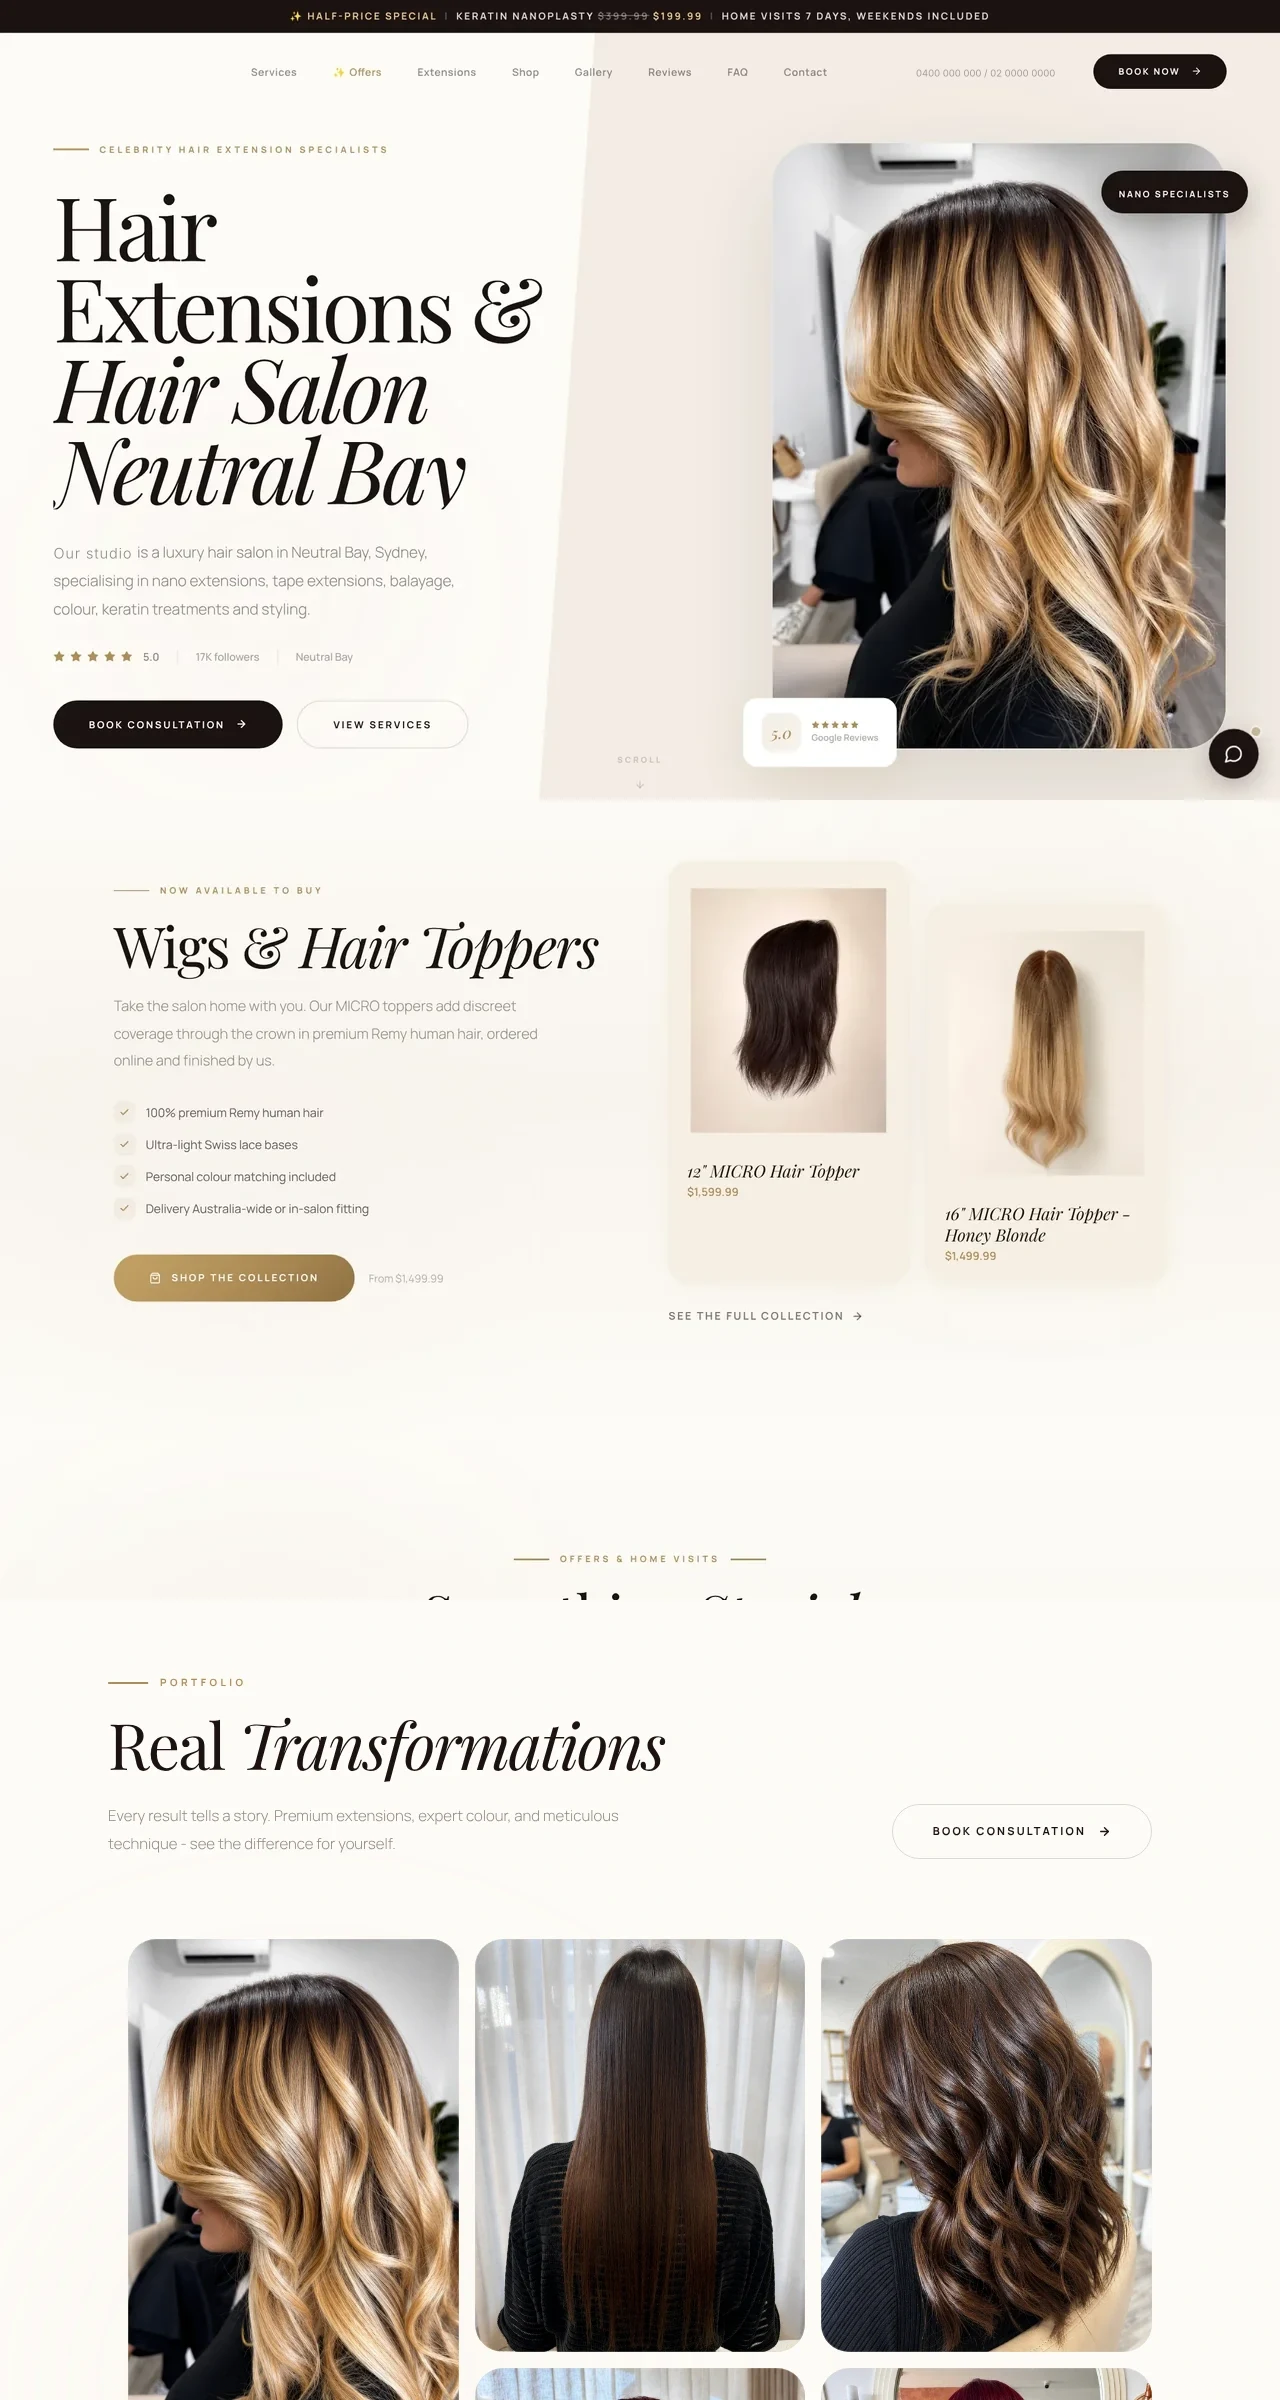 ✨ HALF-PRICE SPECIAL | KERATIN NANOPLASTY $399.99 $199.99 | HOME VISITS 7 DAYS, WEEKENDS INCLUDED
Services ✨ Offers Extensions Shop Gallery Reviews FAQ Contact 0400 000 000 / 02 0000 0000 BOOK NOW →
CELEBRITY HAIR EXTENSION SPECIALISTS
NANO SPECIALISTS
Hair
Extensions &
Hair Salon
Neutral Bay
Our studio is a luxury hair salon in Neutral Bay, Sydney,
specialising in nano extensions, tape extensions, balayage,
colour, keratin treatments and styling.
★★★★★ 5.0 | 17K followers | Neutral Bay
BOOK CONSULTATION → VIEW SERVICES
5.0 ★★★★★
Google Reviews
SCROLL
↓
NOW AVAILABLE TO BUY
Wigs & Hair Toppers
Take the salon home with you. Our MICRO toppers add discreet
coverage through the crown in premium Remy human hair, ordered
online and finished by us.
100% premium Remy human hair
Ultra-light Swiss lace bases
Personal colour matching included
Delivery Australia-wide or in-salon fitting
SHOP THE COLLECTION From $1,499.99
12" MICRO Hair Topper
$1,599.99
16" MICRO Hair Topper -
Honey Blonde
$1,499.99
SEE THE FULL COLLECTION →
OFFERS & HOME VISITS
PORTFOLIO
Real Transformations
Every result tells a story. Premium extensions, expert colour, and meticulous
technique - see the difference for yourself.
BOOK CONSULTATION →